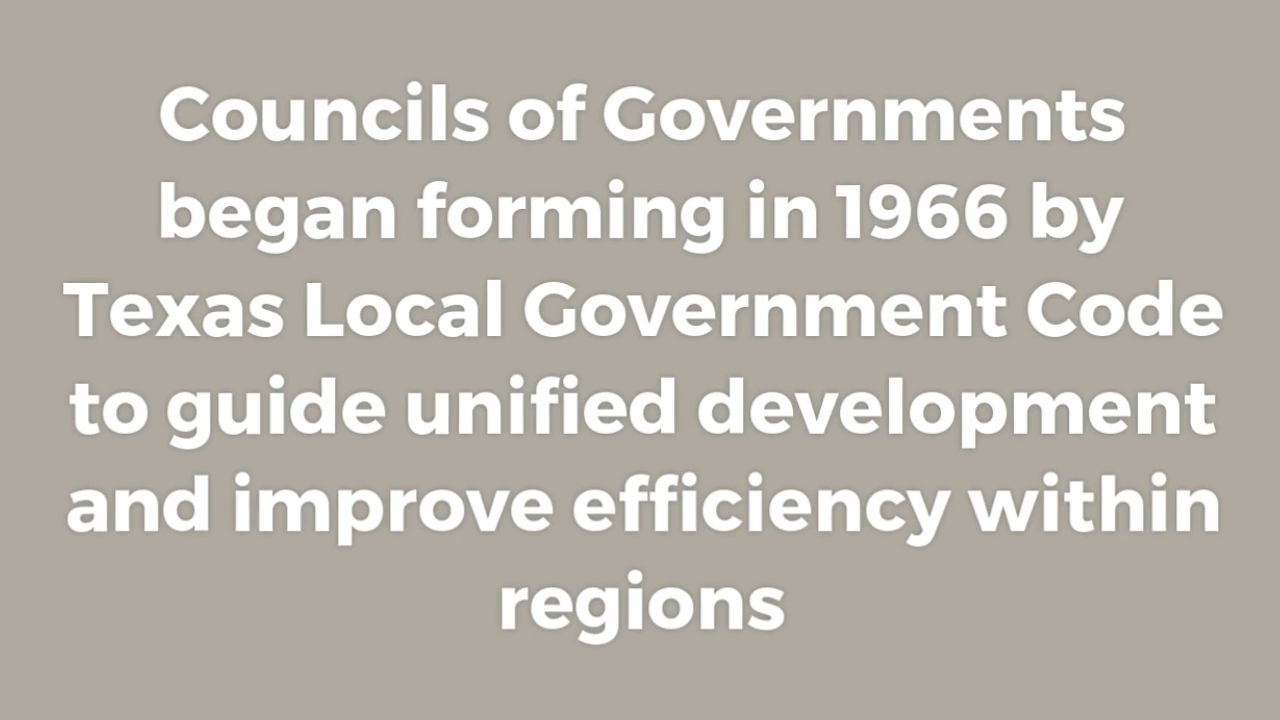 Councils of Governments
began forming in 1966 by
Texas Local Government Code
to guide unified development
and improve efficiency within
regions